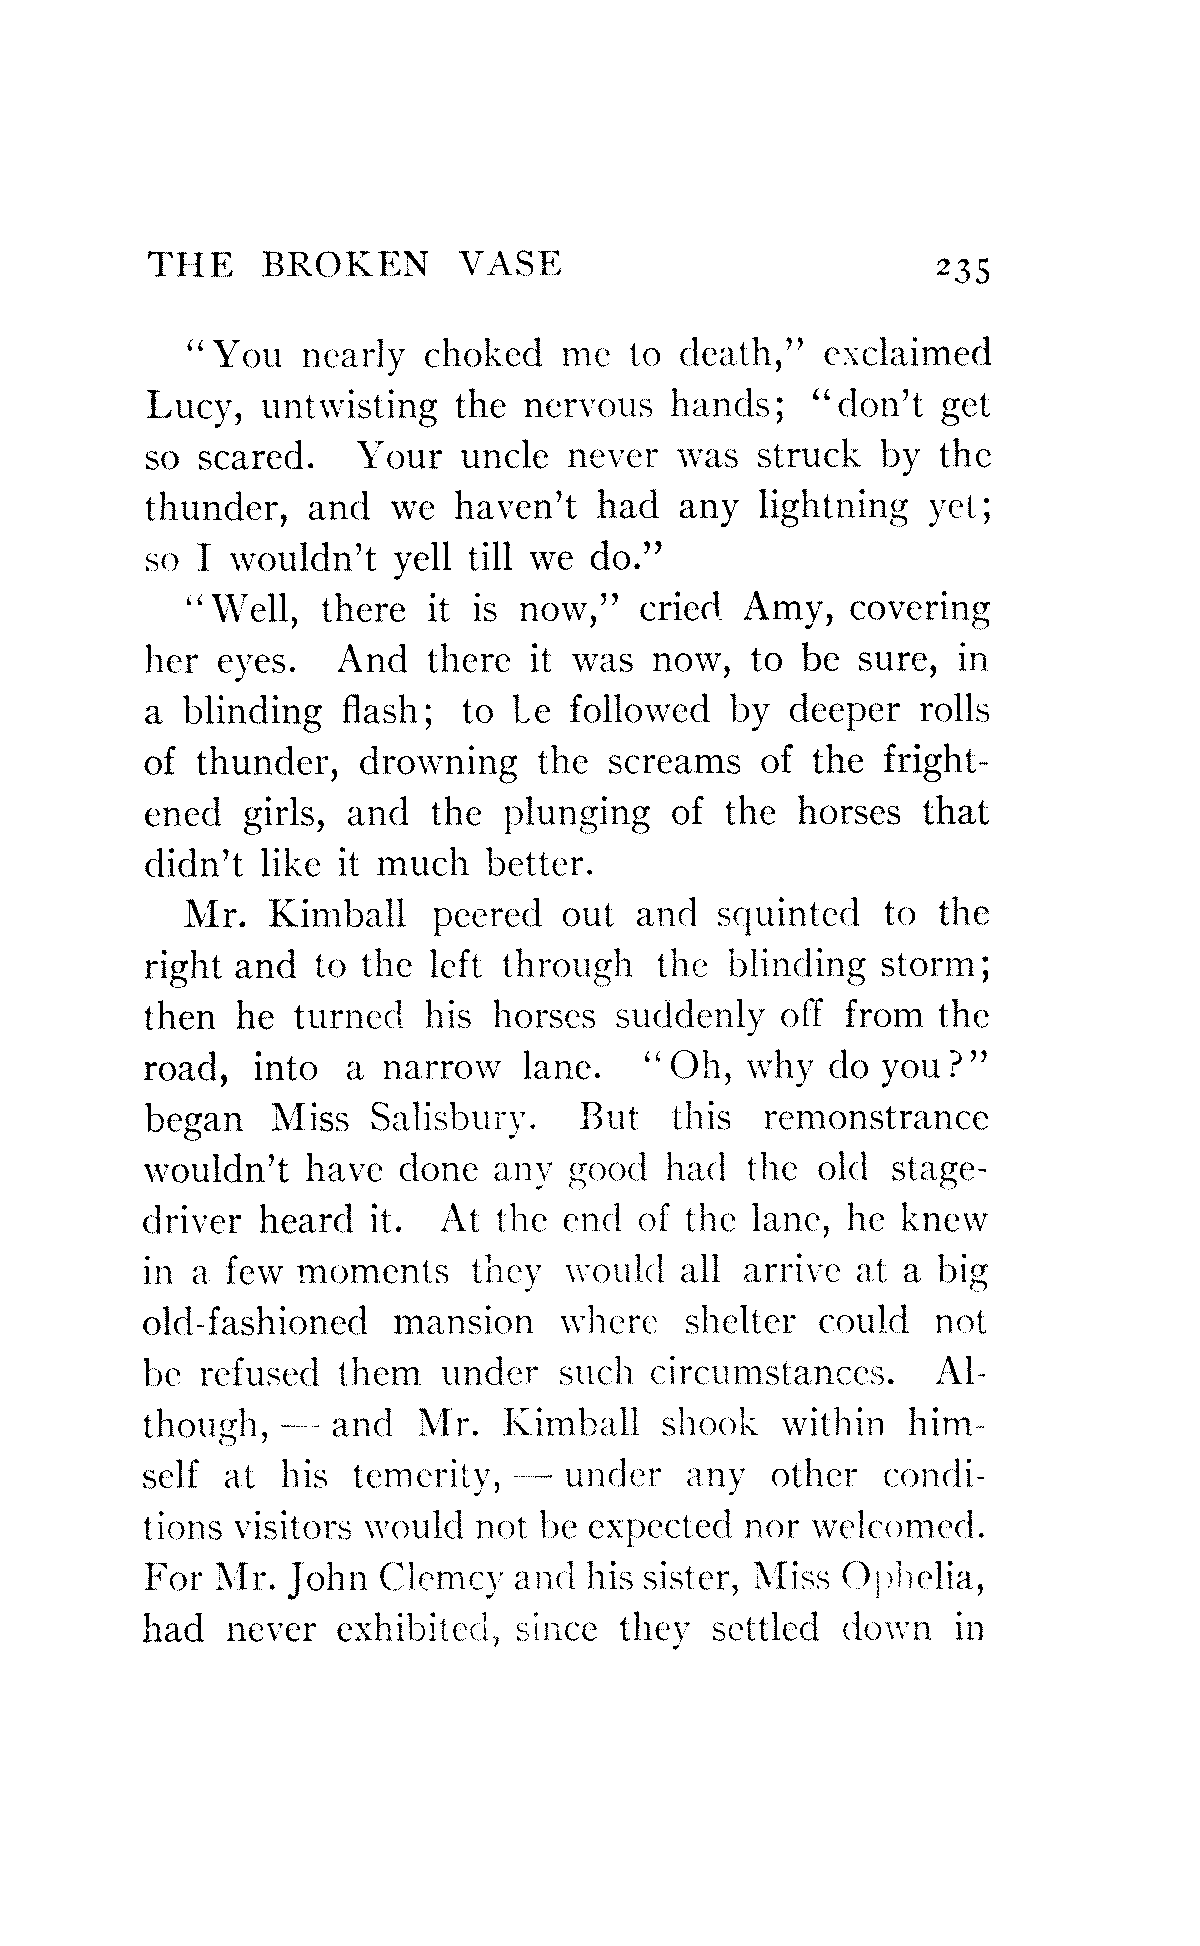 THE BROKEN VASE 235
"You nearly choked me to death," exclaimed
Lucy, untwisting the nervous hands; "don't get
so scared. Your uncle never was struck by the
thunder, and we haven't had any lightning yet;
so I wouldn't yell till we do."
"Well, there it is now," cried Amy, covering
her eyes. And there it was now, to be sure, in
a blinding flash; to be followed by deeper rolls
of thunder, drowning the screams of the fright-
ened girls, and the plunging of the horses that
didn't like it much better.
Mr. Kimball peered out and squinted to the
right and to the left through the blinding storm;
then he turned his horses suddenly off from the
road, into a narrow lane. "Oh, why do you?"
began Miss Salisbury. But this remonstrance
wouldn't have done any good had the old stage-
driver heard it. At the end of the lane, he knew
in a few moments they would all arrive at a big
old-fashioned mansion where shelter could not
be refused them under such circumstances. Al-
though, — and Mr. Kimball shook within him-
self at his temerity, — under any other condi-
tions visitors would not be expected nor welcomed.
For Mr. John Clemcy and his sister, Miss Ophelia,
had never exhibited, since they settled down in